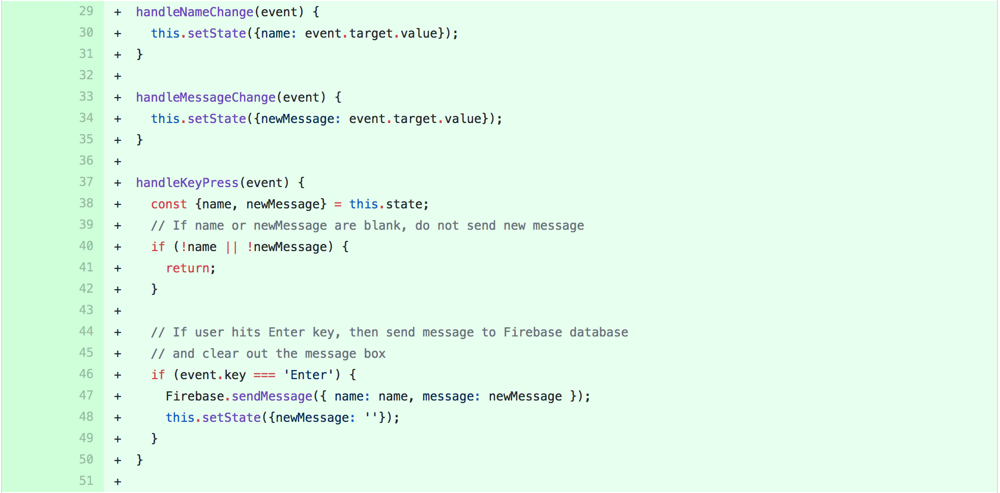 29 + handleNameChange(event) {
30 +   this.setState({name: event.target.value});
31 + }
32 +
33 + handleMessageChange(event) {
34 +   this.setState({newMessage: event.target.value});
35 + }
36 +
37 + handleKeyPress(event) {
38 +   const {name, newMessage} = this.state;
39 +   // If name or newMessage are blank, do not send new message
40 +   if (!name || !newMessage) {
41 +     return;
42 +   }
43 +
44 +   // If user hits Enter key, then send message to Firebase database
45 +   // and clear out the message box
46 +   if (event.key === 'Enter') {
47 +     Firebase.sendMessage({ name: name, message: newMessage });
48 +     this.setState({newMessage: ''});
49 +   }
50 + }
51 +